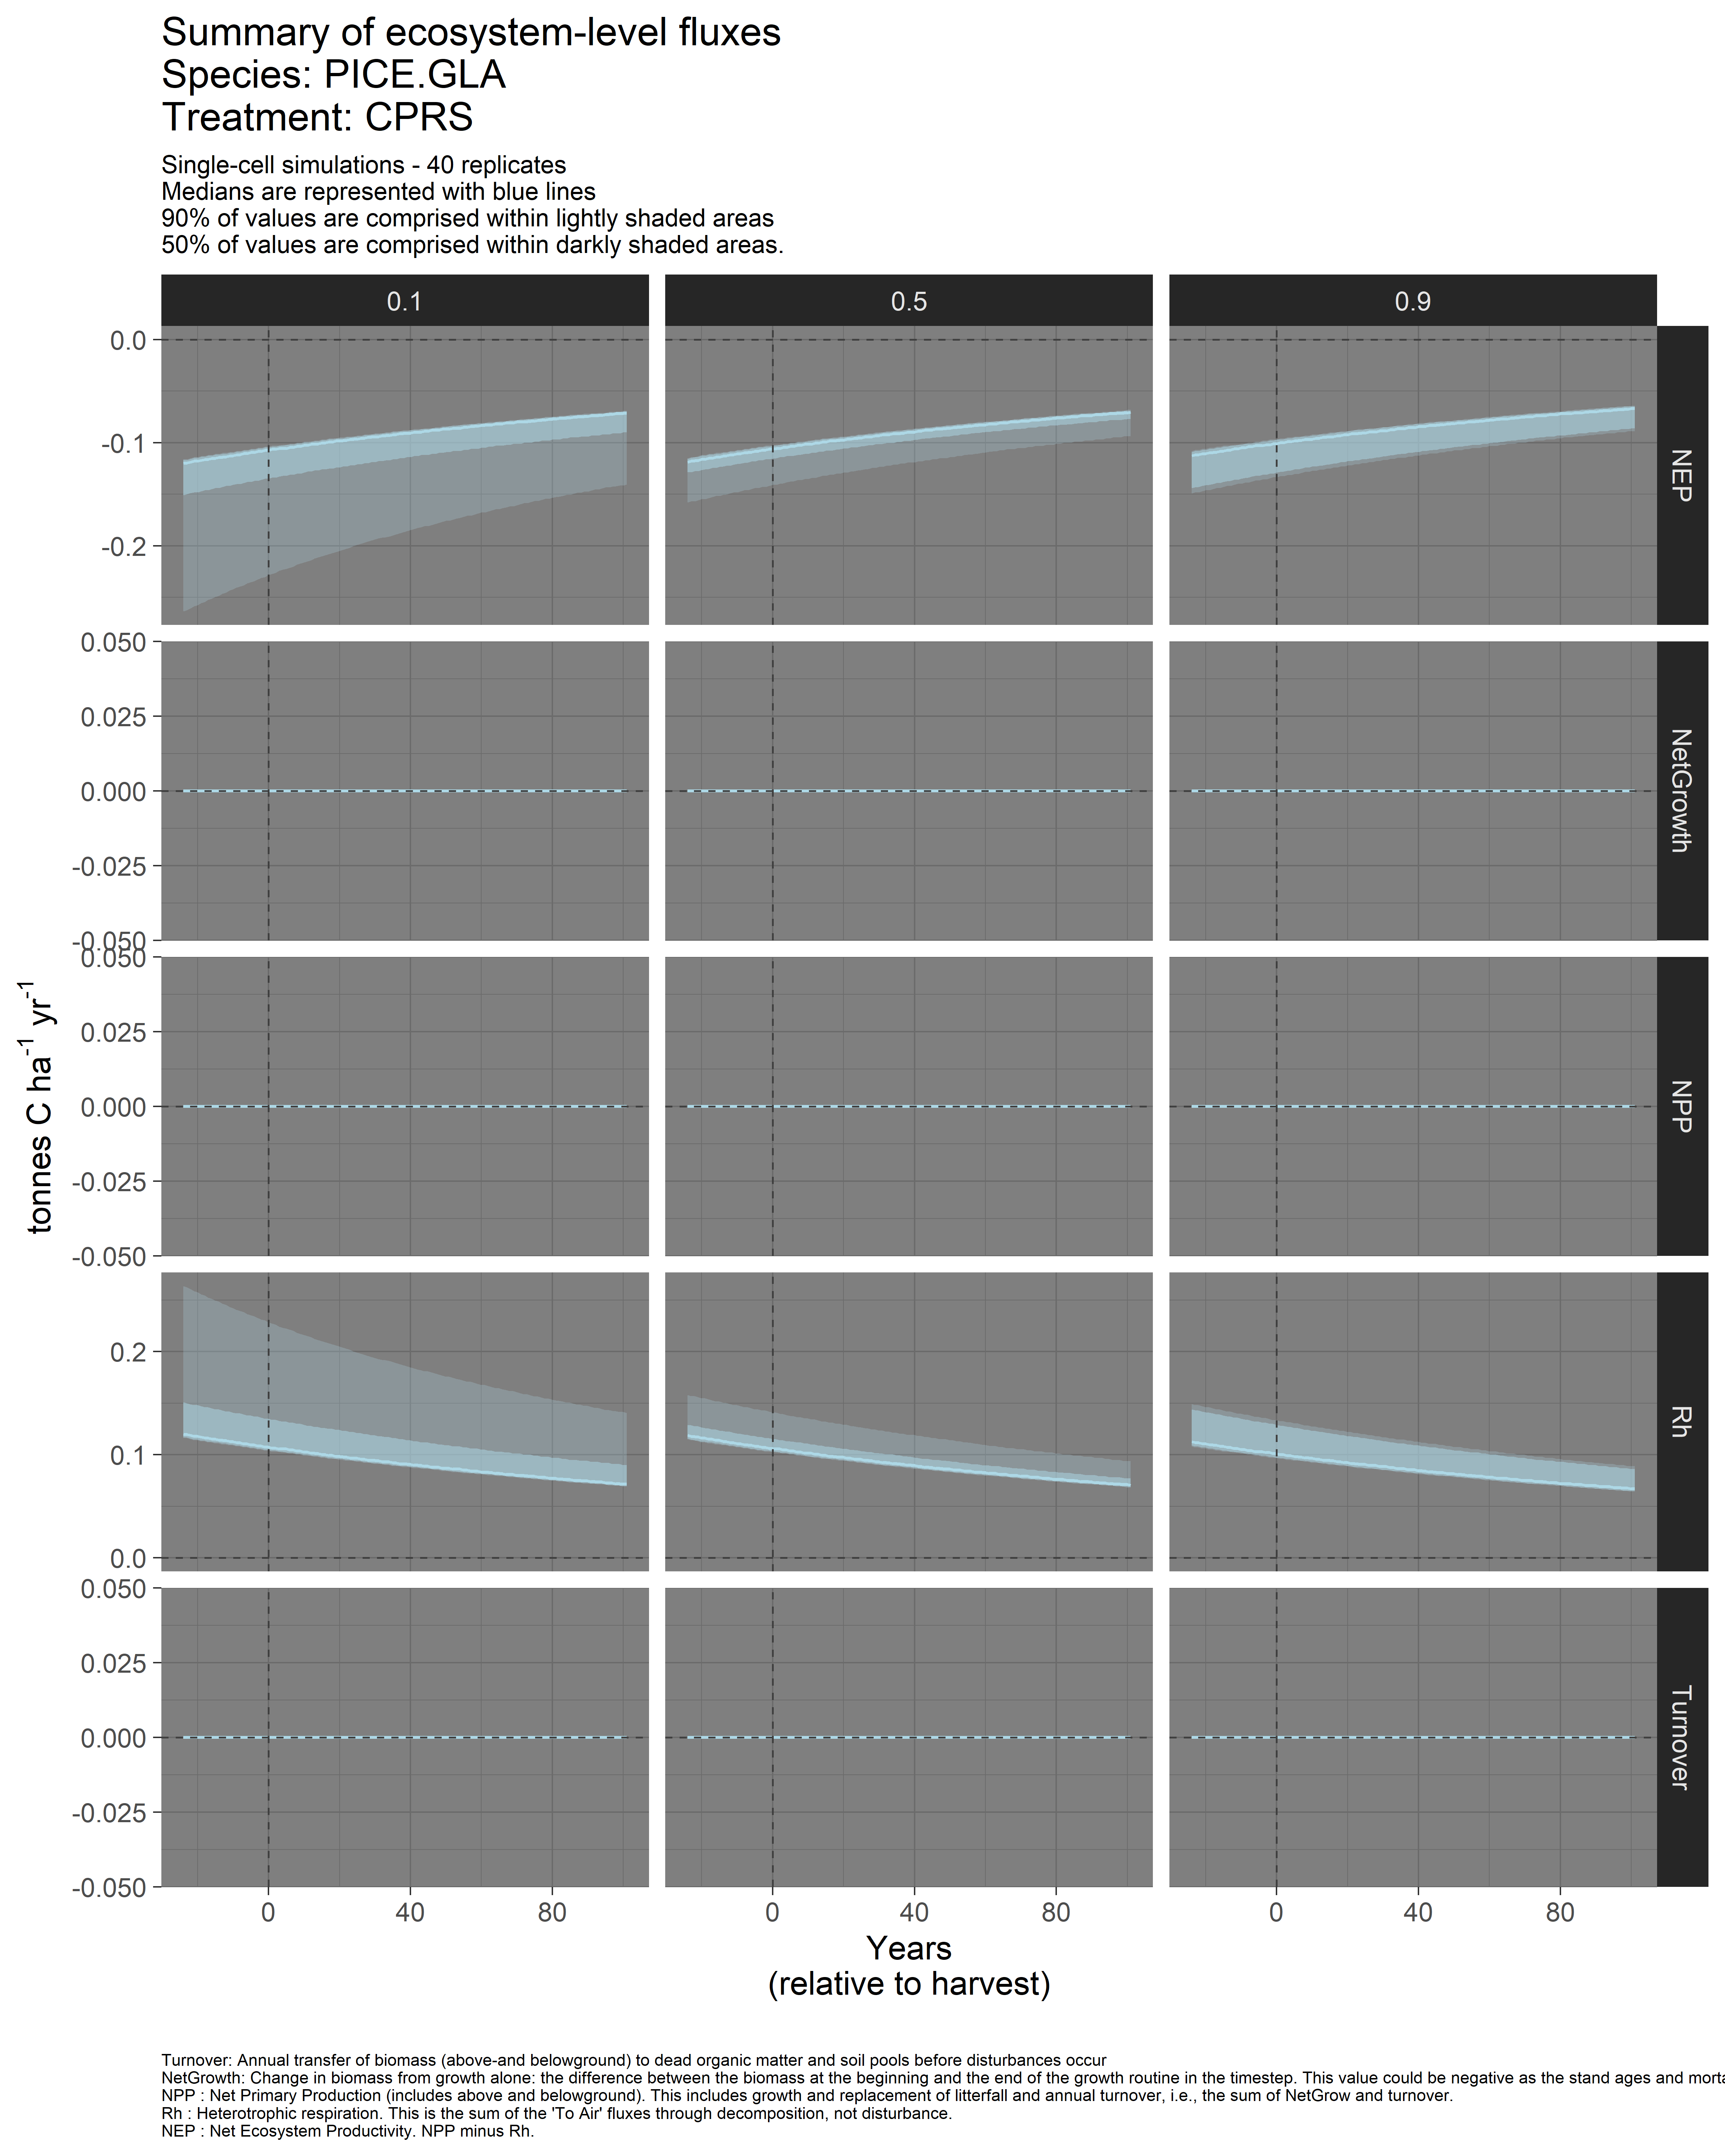 Summary of ecosystem-level fluxes
Species: PICE.GLA
Treatment: CPRS
Single-cell simulations - 40 replicates
Medians are represented with blue lines
90% of values are comprised within lightly shaded areas
50% of values are comprised within darkly shaded areas.
0.1 0.5 0.9
0.0
-0.1
-0.2
NEP
0.050
0.025
0.000
-0.025
-0.050
NetGrowth
0.050
0.025
0.000
-0.025
-0.050
NPP
tonnes C ha-1 yr-1
0.2
0.1
0.0
Rh
0.050
0.025
0.000
-0.025
-0.050
Turnover
0 40 80 0 40 80 0 40 80
Years
(relative to harvest)
Turnover: Annual transfer of biomass (above-and belowground) to dead organic matter and soil pools before disturbances occur
NetGrowth: Change in biomass from growth alone: the difference between the biomass at the beginning and the end of the growth routine in the timestep. This value could be negative as the stand ages and morta
NPP : Net Primary Production (includes above and belowground). This includes growth and replacement of litterfall and annual turnover, i.e., the sum of NetGrow and turnover.
Rh : Heterotrophic respiration. This is the sum of the 'To Air' fluxes through decomposition, not disturbance.
NEP : Net Ecosystem Productivity. NPP minus Rh.